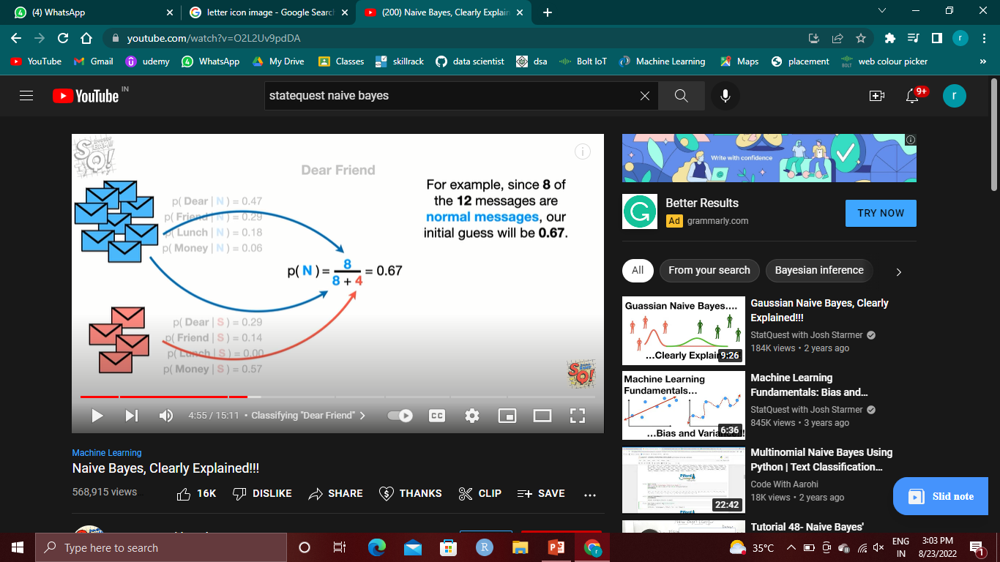 (4) WhatsApp
letter icon image - Google Search
(200) Naive Bayes, Clearly Explain
youtube.com/watch?v=O2L2Uv9pdDA
r
YouTube Gmail udemy WhatsApp My Drive Classes skillrack data scientist dsa Bolt IoT Machine Learning Maps placement web colour picker »
YouTube IN
statequest naive bayes
9+
r
SQ!
Dear Friend
p( Dear | N ) = 0.47
p( Friend | N ) = 0.29
p( Lunch | N ) = 0.18
p( Money | N ) = 0.06
For example, since 8 of
the 12 messages are
normal messages, our
initial guess will be 0.67.
p( N ) = 8 / 8 + 4 = 0.67
p( Dear | S ) = 0.29
p( Friend | S ) = 0.14
p( Lunch | S ) = 0.00
p( Money | S ) = 0.57
SQ!
4:55 / 15:11 • Classifying "Dear Friend"
CC
Machine Learning
Naive Bayes, Clearly Explained!!!
568,915 views
16K DISLIKE SHARE THANKS CLIP SAVE ...
Write with confidence
Better Results
Ad grammarly.com
TRY NOW
All From your search Bayesian inference
Guassian Naive Bayes....
...Clearly Explain
9:26
Gaussian Naive Bayes, Clearly
Explained!!!
StatQuest with Josh Starmer
184K views • 2 years ago
Machine Learning
Fundamentals...
...Bias and Variance!!
6:36
Machine Learning
Fundamentals: Bias and...
StatQuest with Josh Starmer
845K views • 3 years ago
22:42
Multinomial Naive Bayes Using
Python | Text Classification...
Code With Aarohi
18K views • 2 years ago
Slid note
Tutorial 48- Naive Bayes'
Type here to search
35°C
ENG
IN
3:03 PM
8/23/2022
1